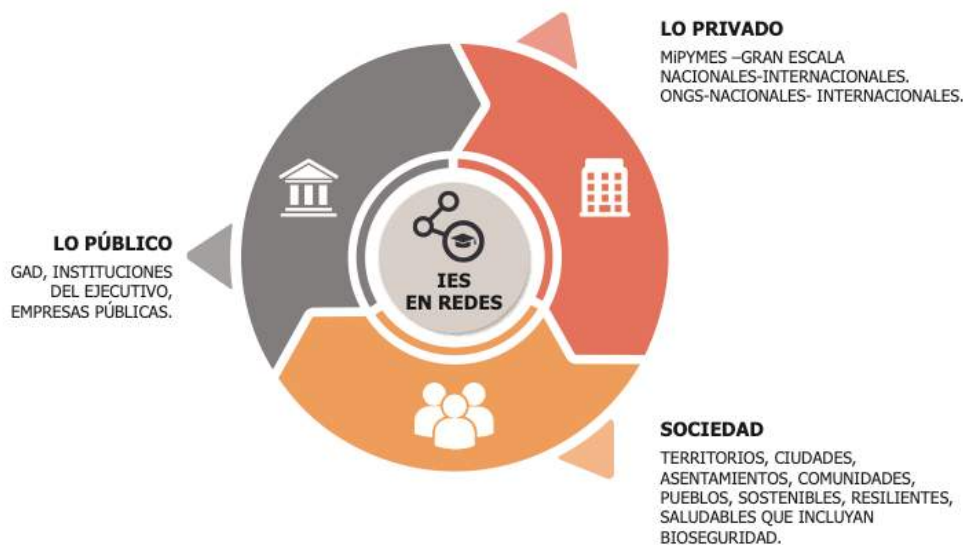 LO PRIVADO
MiPYMES –GRAN ESCALA
NACIONALES-INTERNACIONALES.
ONGS-NACIONALES- INTERNACIONALES.
LO PÚBLICO
GAD, INSTITUCIONES
DEL EJECUTIVO,
EMPRESAS PÚBLICAS.
IES
EN REDES
SOCIEDAD
TERRITORIOS, CIUDADES,
ASENTAMIENTOS, COMUNIDADES,
PUEBLOS, SOSTENIBLES, RESILIENTES,
SALUDABLES QUE INCLUYAN
BIOSEGURIDAD.